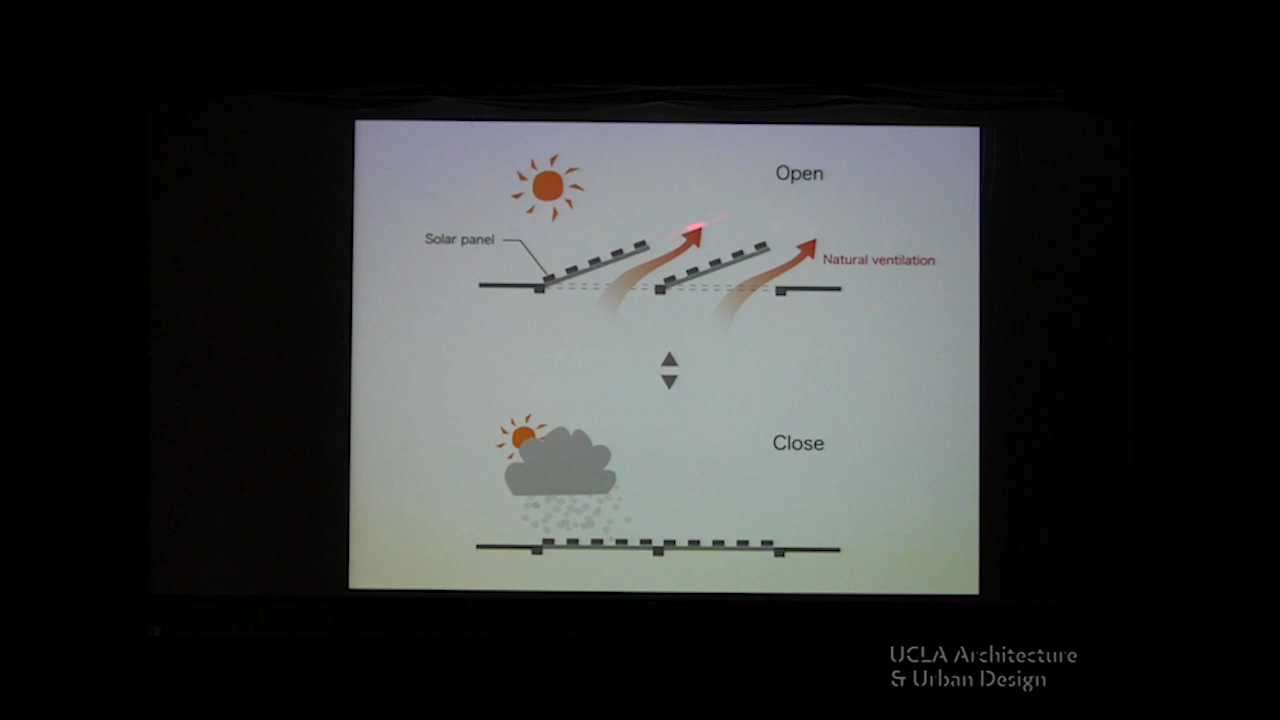 Open
Solar panel
Natural ventilation
Close
UCLA Architecture
& Urban Design